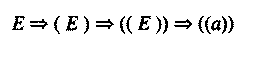 E ⇒ ( E ) ⇒ (( E )) ⇒ ((a))